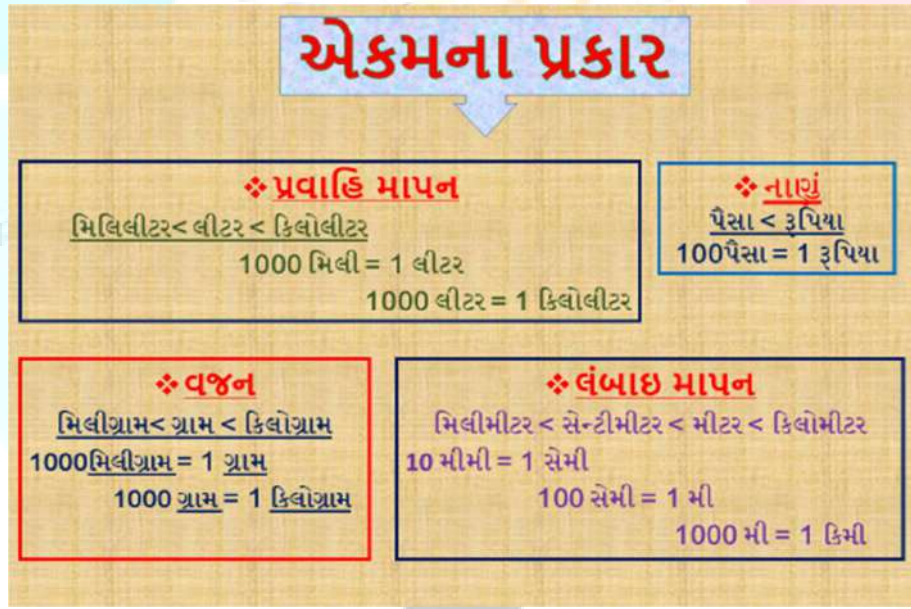 એકમના પ્રકાર
❖પ્રવાહિ માપન
મિલિલીટર< લીટર < કિલોલીટર
1000 મિલી = 1 લીટર
1000 લીટર = 1 કિલોલીટર
❖નાણું
પૈસા < રૂપિયા
100પૈસા = 1 રૂપિયા
❖વજન
મિલીગ્રામ< ગ્રામ < કિલોગ્રામ
1000મિલીગ્રામ = 1 ગ્રામ
1000 ગ્રામ = 1 કિલોગ્રામ
❖લંબાઇ માપન
મિલીમીટર < સેન્ટીમીટર < મીટર < કિલોમીટર
10 મીમી = 1 સેમી
100 સેમી = 1 મી
1000 મી = 1 કિમી